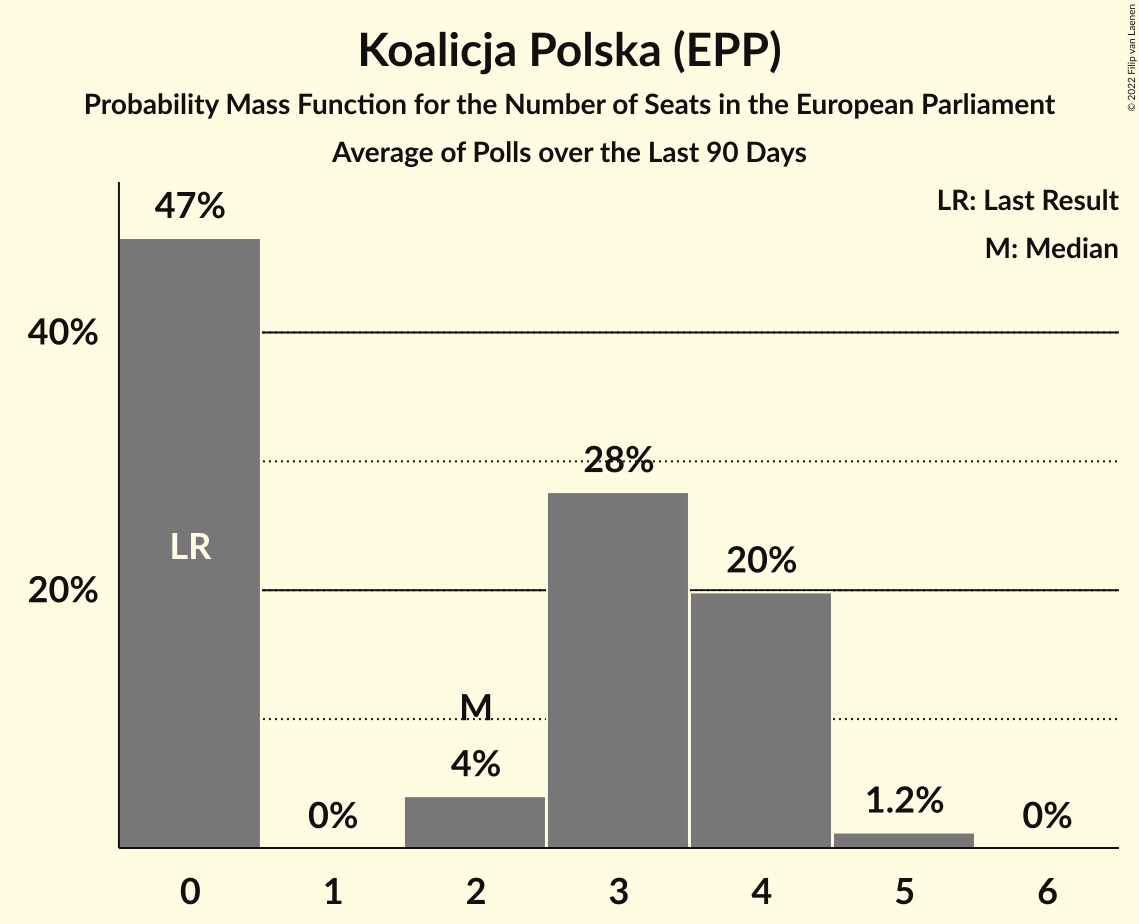 Koalicja Polska (EPP)
Probability Mass Function for the Number of Seats in the European Parliament
Average of Polls over the Last 90 Days
© 2022 Filip van Laenen
LR: Last Result
M: Median
47%
40%
28%
LR
20%
20%
M
4%
0%
1.2%
0%
0 1 2 3 4 5 6